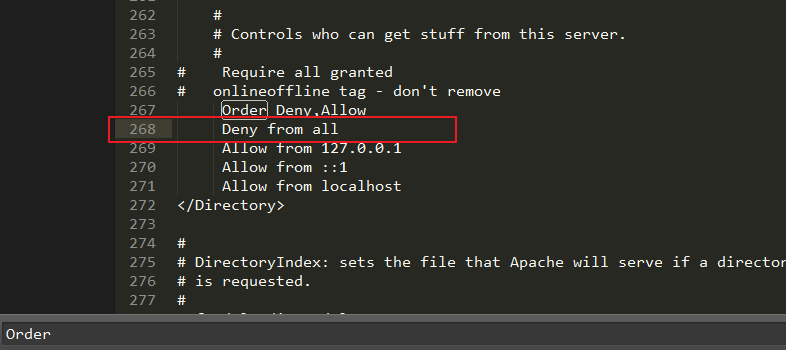 262 #
263 # Controls who can get stuff from this server.
264 #
265 # Require all granted
266 # onlineoffline tag - don't remove
267 Order Deny,Allow
268 Deny from all
269 Allow from 127.0.0.1
270 Allow from ::1
271 Allow from localhost
272 </Directory>
273
274 #
275 # DirectoryIndex: sets the file that Apache will serve if a director
276 # is requested.
277 #
Order